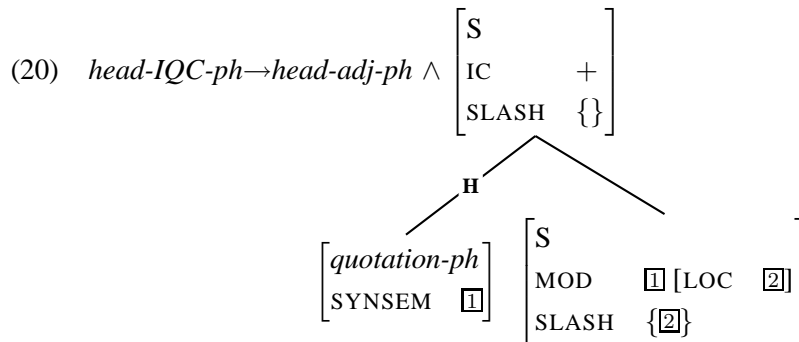 (20) head-IQC-ph→head-adj-ph ∧ [S
IC +
SLASH {}]
H
[quotation-ph
SYNSEM 1]
[S
MOD 1 [LOC 2]
SLASH {2}